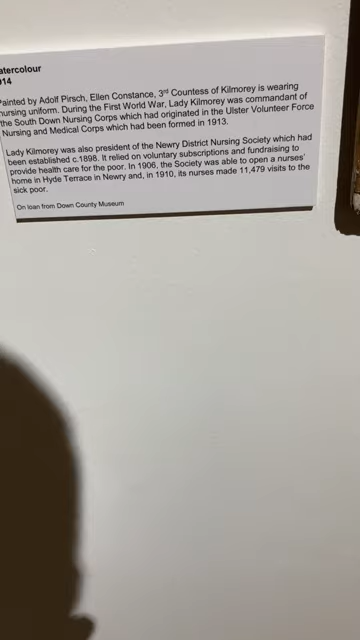 atercolour
014
Painted by Adolf Pirsch, Ellen Constance, 3rd Countess of Kilmorey is wearing
nursing uniform. During the First World War, Lady Kilmorey was commandant of
the South Down Nursing Corps which had originated in the Ulster Volunteer Force
Nursing and Medical Corps which had been formed in 1913.
Lady Kilmorey was also president of the Newry District Nursing Society which had
been established c.1898. It relied on voluntary subscriptions and fundraising to
provide health care for the poor. In 1906, the Society was able to open a nurses'
home in Hyde Terrace in Newry and, in 1910, its nurses made 11,479 visits to the
sick poor.
On loan from Down County Museum